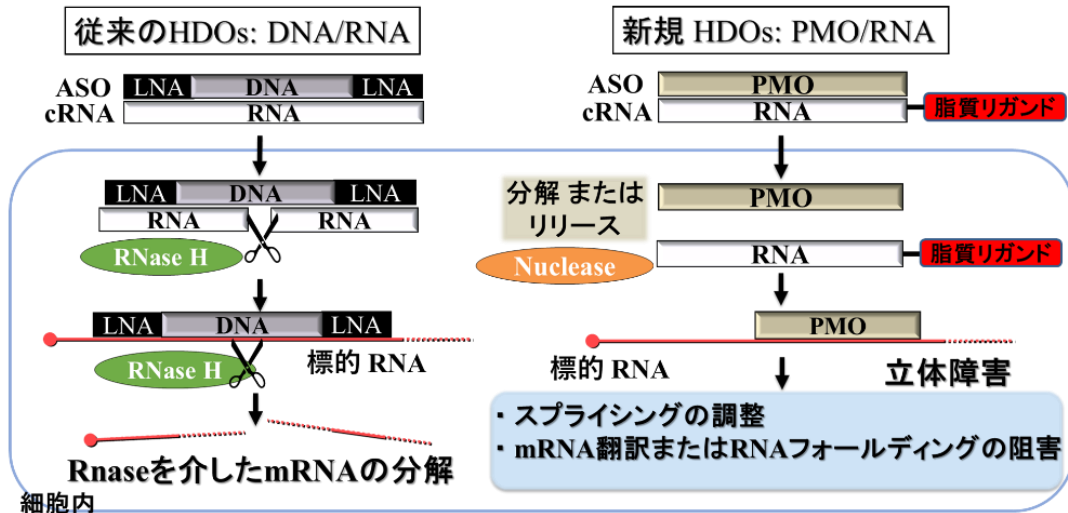 従来のHDOs: DNA/RNA
ASO LNA DNA LNA
cRNA RNA
LNA DNA LNA
RNA RNA
RNase H
LNA DNA LNA
標的 RNA
RNase H
Rnaseを介したmRNAの分解
細胞内
新規 HDOs: PMO/RNA
ASO PMO
cRNA RNA 脂質リガンド
分解 または
リリース
PMO
Nuclease
RNA 脂質リガンド
PMO
標的 RNA
立体障害
・スプライシングの調整
・mRNA翻訳またはRNAフォールディングの阻害